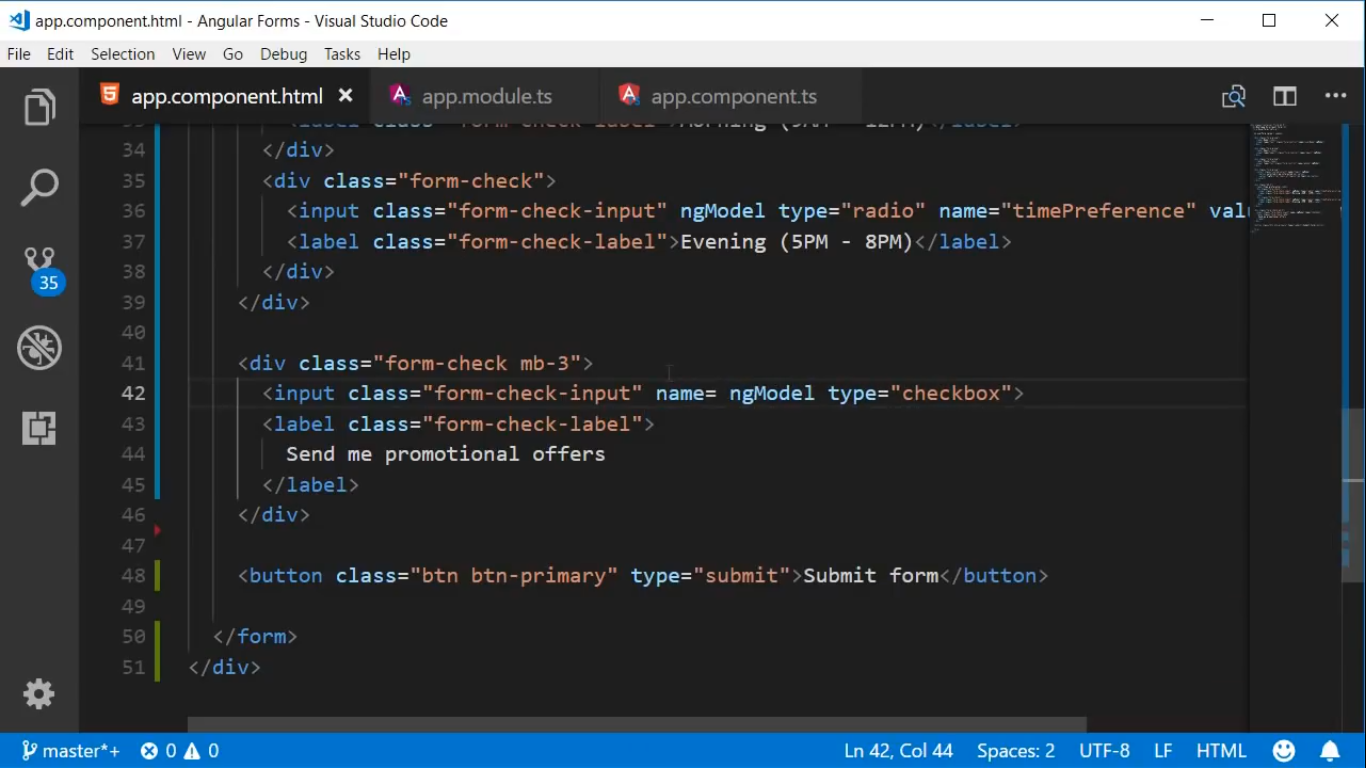 app.component.html - Angular Forms - Visual Studio Code
File Edit Selection View Go Debug Tasks Help
app.component.html app.module.ts app.component.ts
34 </div>
35 <div class="form-check">
36 <input class="form-check-input" ngModel type="radio" name="timePreference" val
37 <label class="form-check-label">Evening (5PM - 8PM)</label>
38 </div>
39 </div>
40
41 <div class="form-check mb-3">
42 <input class="form-check-input" name= ngModel type="checkbox">
43 <label class="form-check-label">
44 Send me promotional offers
45 </label>
46 </div>
47
48 <button class="btn btn-primary" type="submit">Submit form</button>
49
50 </form>
51 </div>
35
master*+ 0 0 Ln 42, Col 44 Spaces: 2 UTF-8 LF HTML